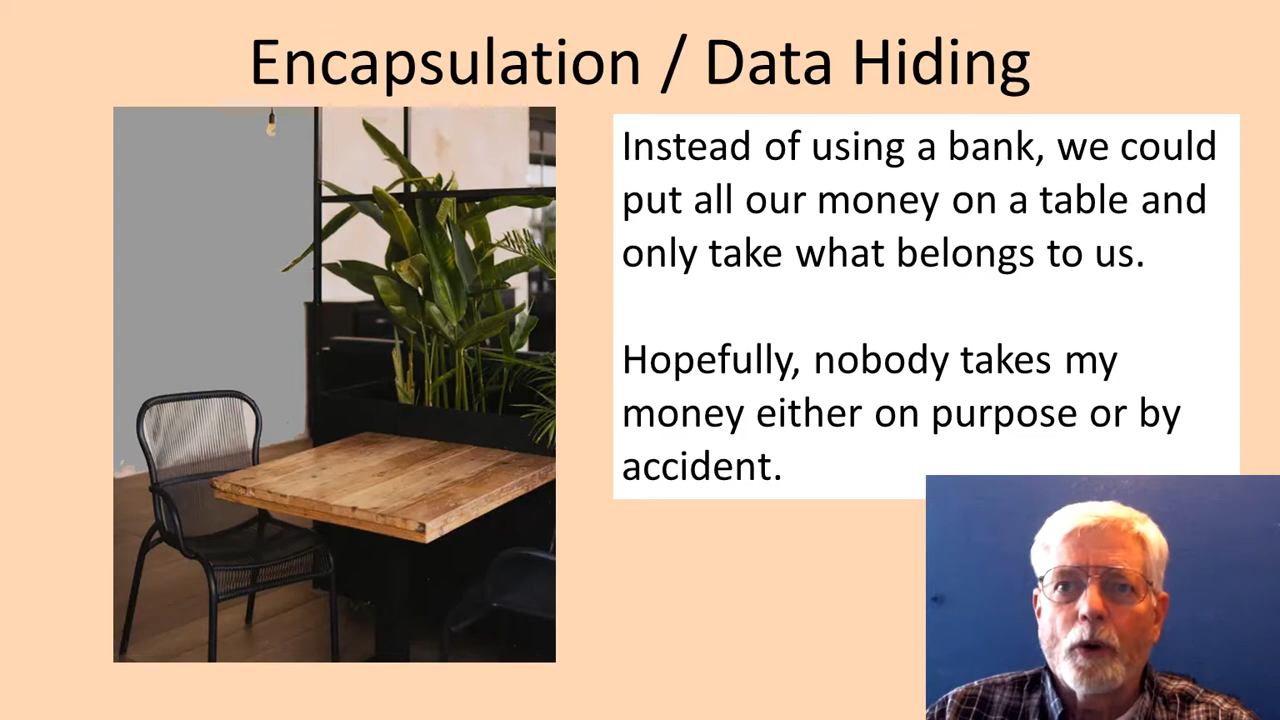 Encapsulation / Data Hiding
Instead of using a bank, we could
put all our money on a table and
only take what belongs to us.
Hopefully, nobody takes my
money either on purpose or by
accident.